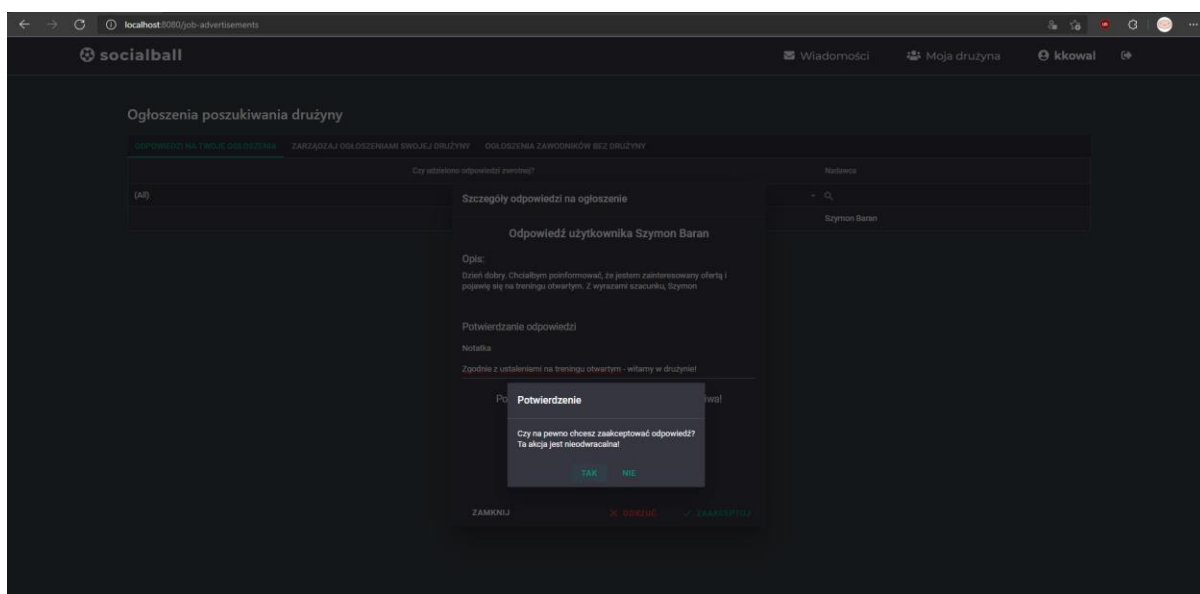 localhost:8080/job-advertisements
socialball
Wiadomości
Moja drużyna
kkowal
Ogłoszenia poszukiwania drużyny
ODPOWIEDZI NA TWOJE OGŁOSZENIA
ZARZĄDZAJ OGŁOSZENIAMI SWOJEJ DRUŻYNY
OGŁOSZENIA ZAWODNIKÓW BEZ DRUŻYNY
Czy udzielono odpowiedzi zwrotnej?
Nadawca
(All)
Szymon Baran
Szczegóły odpowiedzi na ogłoszenie
Odpowiedź użytkownika Szymon Baran
Opis:
Dzień dobry. Chciałbym poinformować, że jestem zainteresowany ofertą i
pojawię się na treningu otwartym. Z wyrazami szacunku, Szymon
Potwierdzanie odpowiedzi
Notatka
Zgodnie z ustaleniami na treningu otwartym - witamy w drużynie!
Po
iwa!
Potwierdzenie
Czy na pewno chcesz zaakceptować odpowiedź?
Ta akcja jest nieodwracalna!
TAK
NIE
ZAMKNIJ
ODRZUĆ
ZAAKCEPTUJ